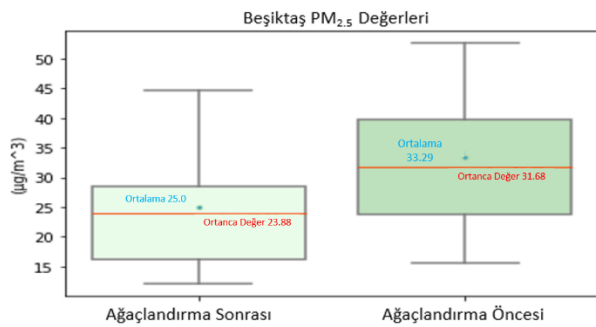 Beşiktaş PM2.5 Değerleri
(µg/m^3)
50
45
40
35
30
25
20
15
Ortalama 25.0
Ortanca Değer 23.88
Ortalama
33.29
Ortanca Değer 31.68
Ağaçlandırma Sonrası
Ağaçlandırma Öncesi